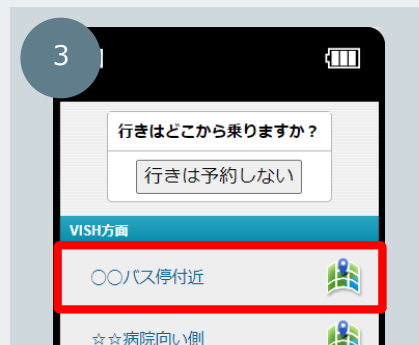 3
行きはどこから乗りますか？
行きは予約しない
VISH方面
○○バス停付近
☆☆病院向い側